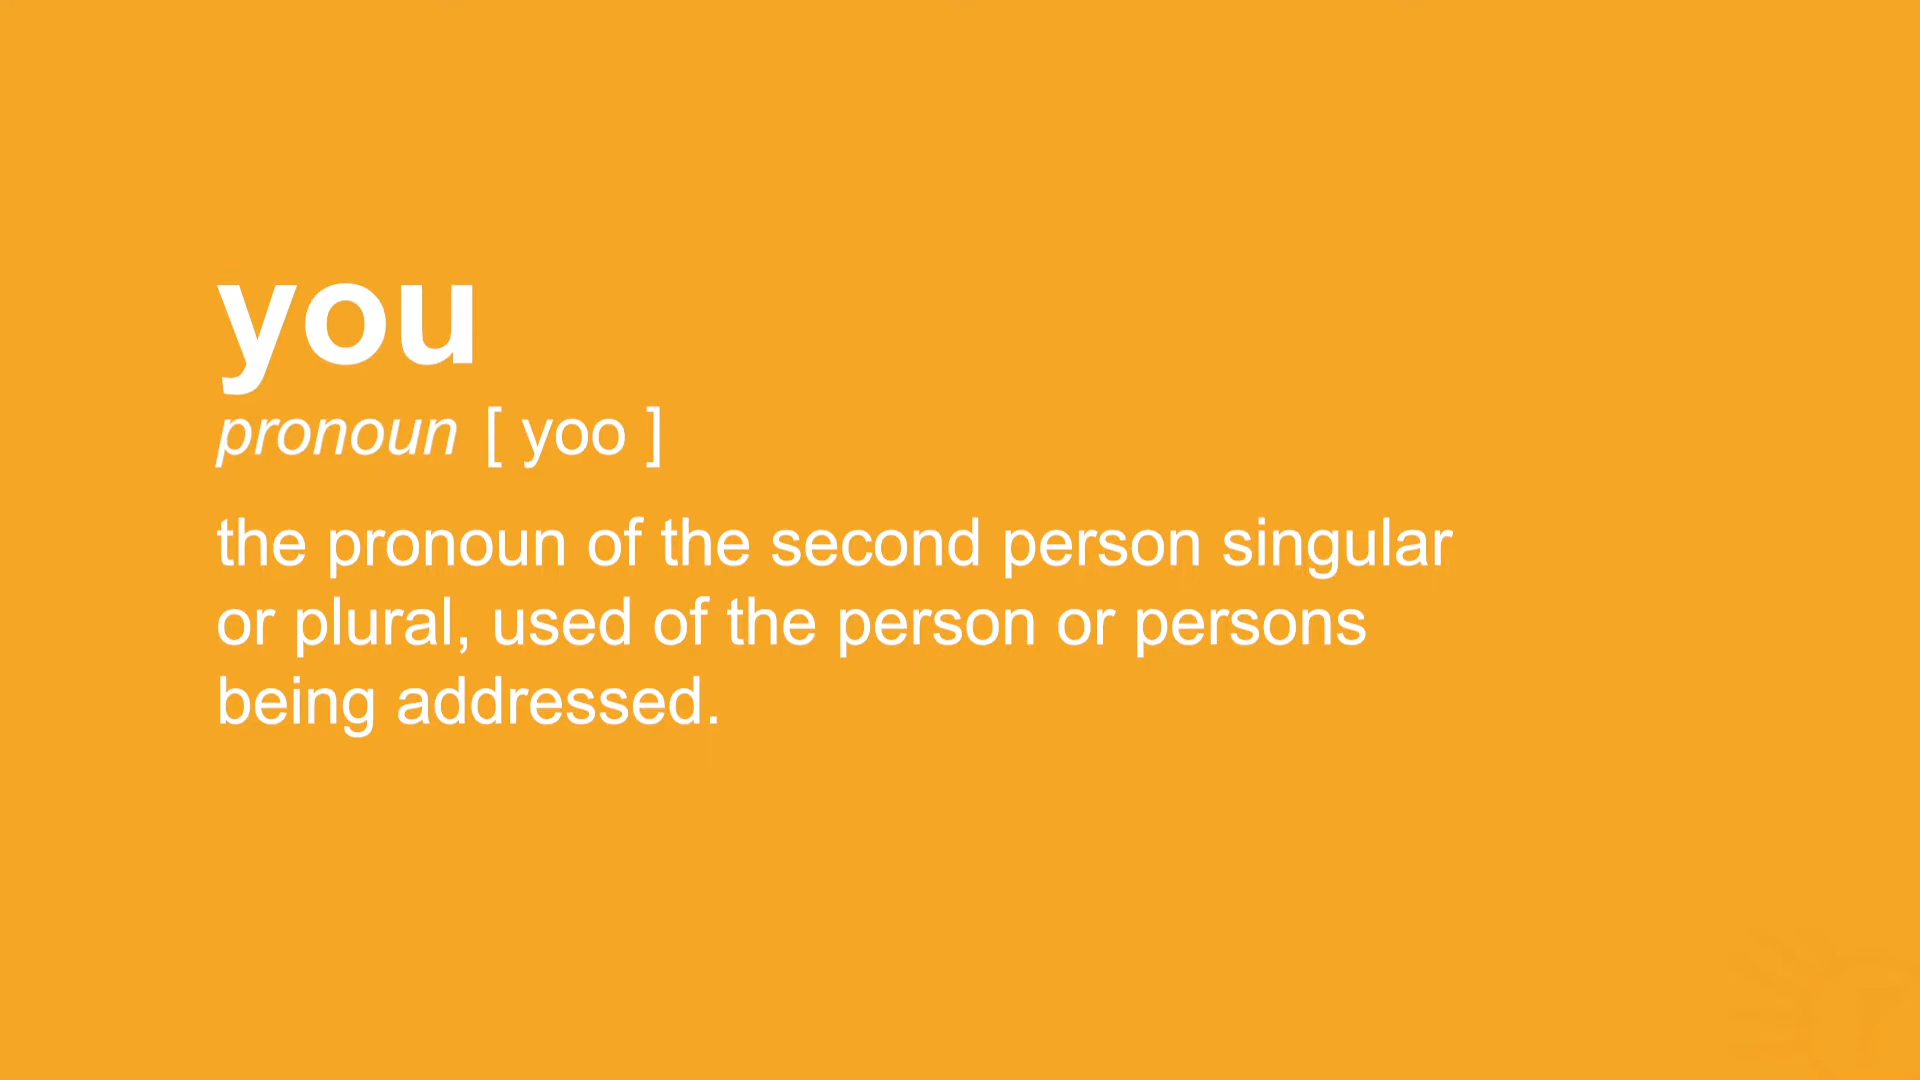 you
pronoun [ yoo ]
the pronoun of the second person singular
or plural, used of the person or persons
being addressed.